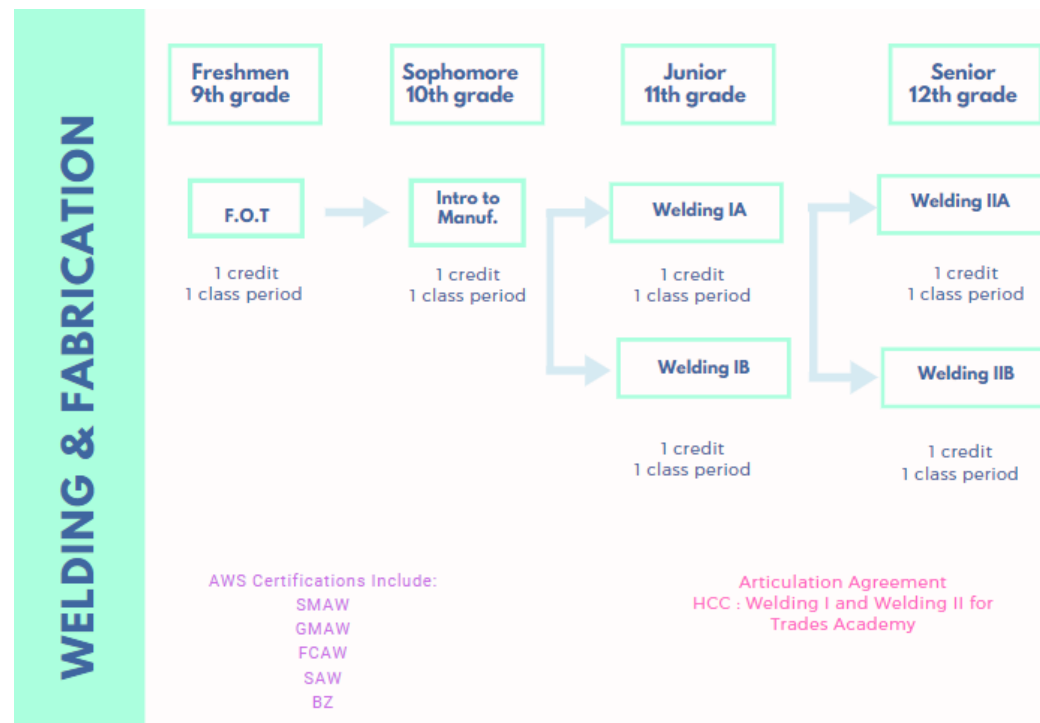 WELDING & FABRICATION
Freshmen
9th grade
Sophomore
10th grade
Junior
11th grade
Senior
12th grade
F.O.T
1 credit
1 class period
Intro to
Manuf.
1 credit
1 class period
Welding IA
1 credit
1 class period
Welding IB
1 credit
1 class period
Welding IIA
1 credit
1 class period
Welding IIB
1 credit
1 class period
AWS Certifications Include:
SMAW
GMAW
FCAW
SAW
BZ
Articulation Agreement
HCC : Welding I and Welding II for
Trades Academy